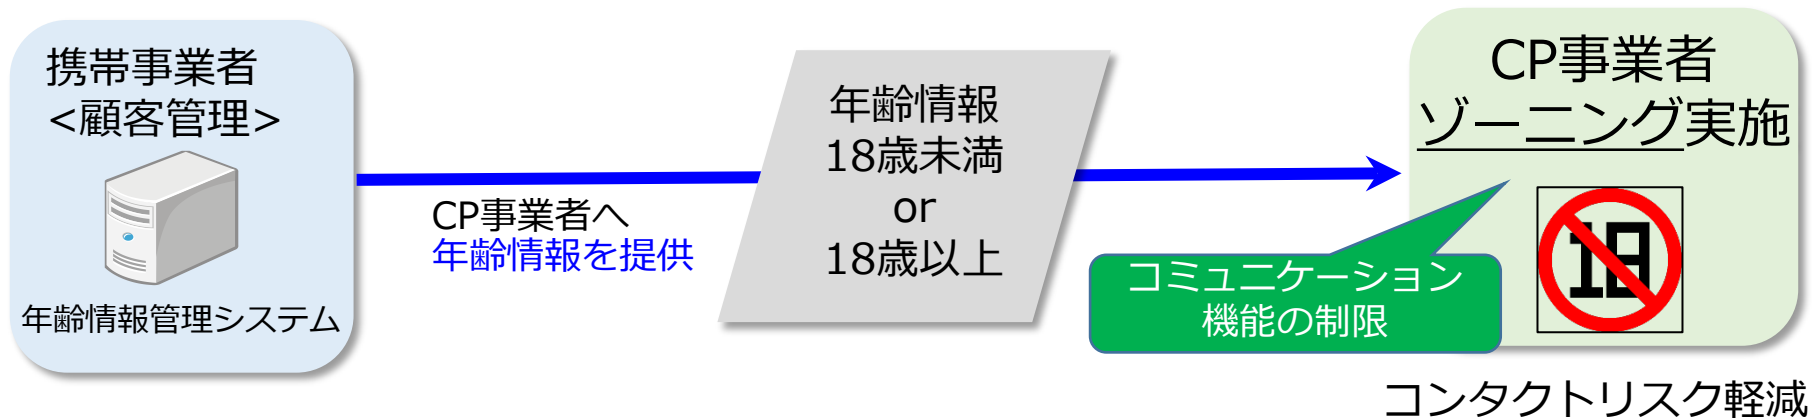 携帯事業者
<顧客管理>
年齢情報管理システム
CP事業者へ
年齢情報を提供
年齢情報
18歳未満
or
18歳以上
コミュニケーション
機能の制限
CP事業者
ゾーニング実施
18
コンタクトリスク軽減